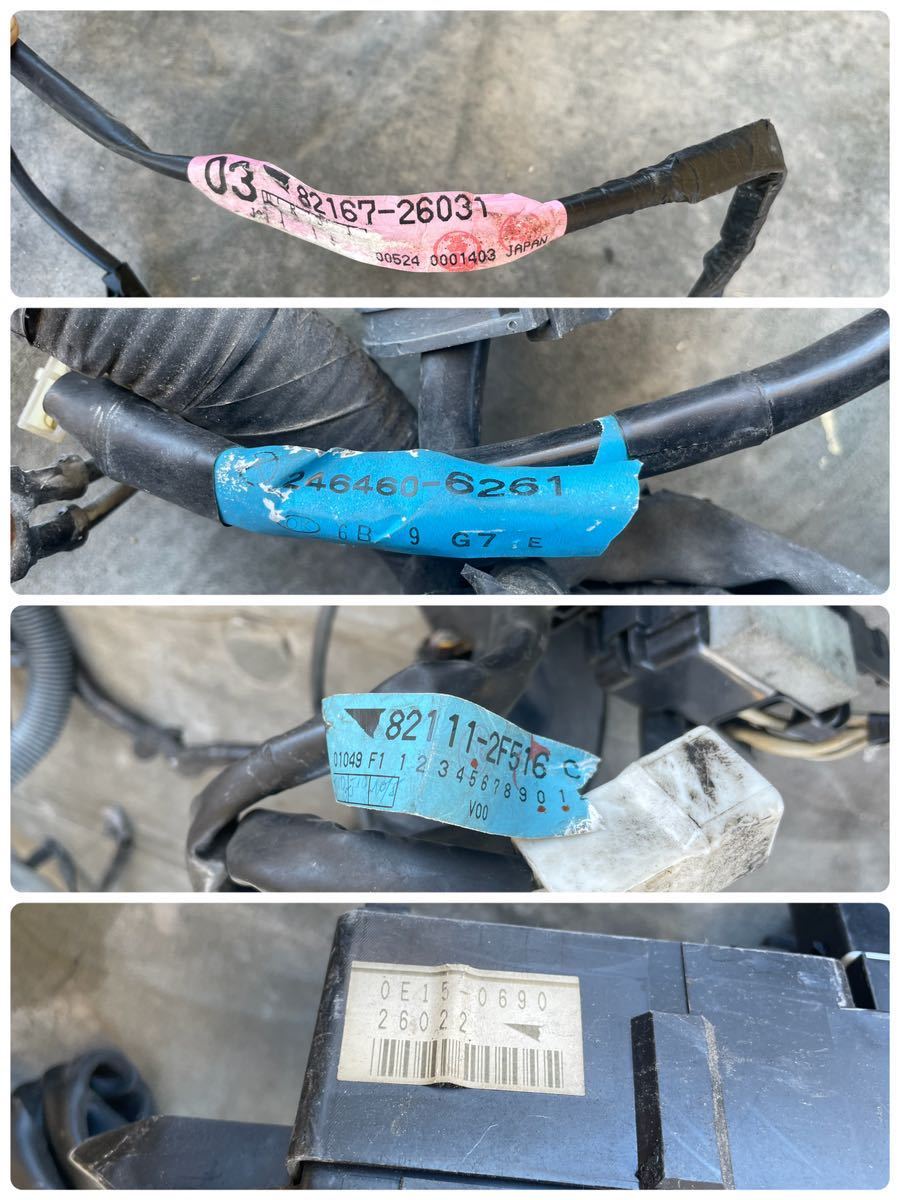 03
82167-26031
00524 0001403 JAPAN
246460-6261
6B 9 G7 E
82111-2F516 C
01049 F1 1 2 3 4 5 6 7 8 9 0 1
V00
0E15-0690
26022